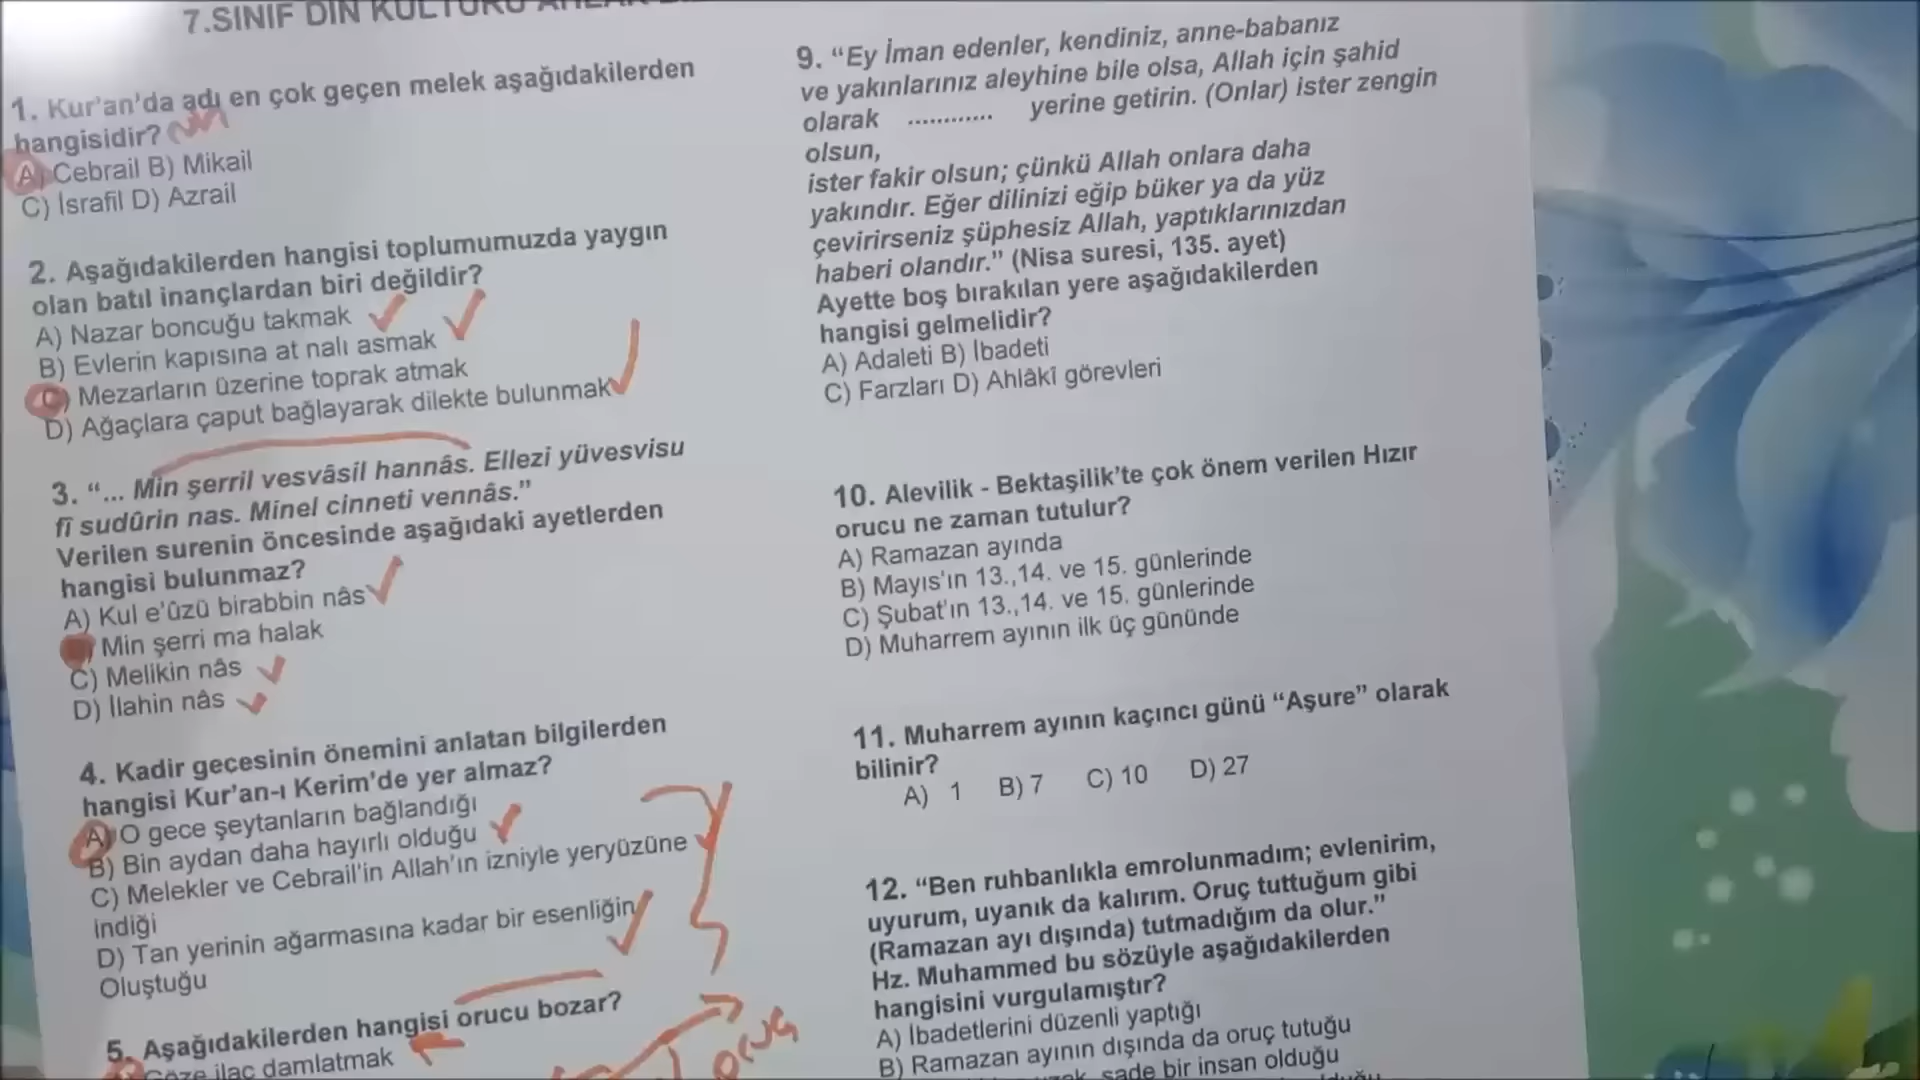 7.SINIF DİN KÜLTÜRÜ
1. Kur'an'da adı en çok geçen melek aşağıdakilerden
hangisidir?
A) Cebrail B) Mikail
C) İsrafil D) Azrail
2. Aşağıdakilerden hangisi toplumumuzda yaygın
olan batıl inançlardan biri değildir?
A) Nazar boncuğu takmak
B) Evlerin kapısına at nalı asmak
C) Mezarların üzerine toprak atmak
D) Ağaçlara çaput bağlayarak dilekte bulunmak
3. “... Min şerril vesvâsil hannâs. Ellezi yüvesvisu
fî sudûrin nas. Minel cinneti vennâs.”
Verilen surenin öncesinde aşağıdaki ayetlerden
hangisi bulunmaz?
A) Kul e'ûzü birabbin nâs
Min şerri ma halak
C) Melikin nâs
D) İlahin nâs
4. Kadir gecesinin önemini anlatan bilgilerden
hangisi Kur'an-ı Kerim'de yer almaz?
A) O gece şeytanların bağlandığı
B) Bin aydan daha hayırlı olduğu
C) Melekler ve Cebrail'in Allah'ın izniyle yeryüzüne
indiği
D) Tan yerinin ağarmasına kadar bir esenliğin
Oluştuğu
5. Aşağıdakilerden hangisi orucu bozar?
Göze ilaç damlatmak
9. “Ey İman edenler, kendiniz, anne-babanız
ve yakınlarınız aleyhine bile olsa, Allah için şahid
olarak ............ yerine getirin. (Onlar) ister zengin
olsun,
ister fakir olsun; çünkü Allah onlara daha
yakındır. Eğer dilinizi eğip büker ya da yüz
çevirirseniz şüphesiz Allah, yaptıklarınızdan
haberi olandır.” (Nisa suresi, 135. ayet)
Ayette boş bırakılan yere aşağıdakilerden
hangisi gelmelidir?
A) Adaleti B) İbadeti
C) Farzları D) Ahlâkî görevleri
10. Alevilik - Bektaşilik'te çok önem verilen Hızır
orucu ne zaman tutulur?
A) Ramazan ayında
B) Mayıs'ın 13.,14. ve 15. günlerinde
C) Şubat'ın 13.,14. ve 15. günlerinde
D) Muharrem ayının ilk üç gününde
11. Muharrem ayının kaçıncı günü “Aşure” olarak
bilinir?
A) 1 B) 7 C) 10 D) 27
12. “Ben ruhbanlıkla emrolunmadım; evlenirim,
uyurum, uyanık da kalırım. Oruç tuttuğum gibi
(Ramazan ayı dışında) tutmadığım da olur.”
Hz. Muhammed bu sözüyle aşağıdakilerden
hangisini vurgulamıştır?
A) İbadetlerini düzenli yaptığı
B) Ramazan ayının dışında da oruç tutuğu
sade bir insan olduğu